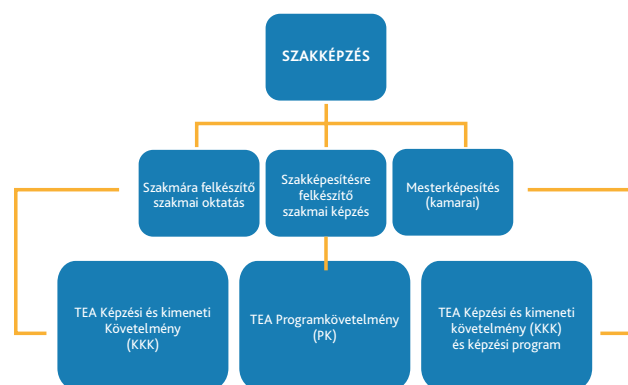 SZAKKÉPZÉS
Szakmára felkészítő
szakmai oktatás
Szakképesítésre
felkészítő
szakmai képzés
Mesterképesítés
(kamarai)
TEA Képzési és kimeneti
Követelmény
(KKK)
TEA Programkövetelmény
(PK)
TEA Képzési és kimeneti
követelmény (KKK)
és képzési program